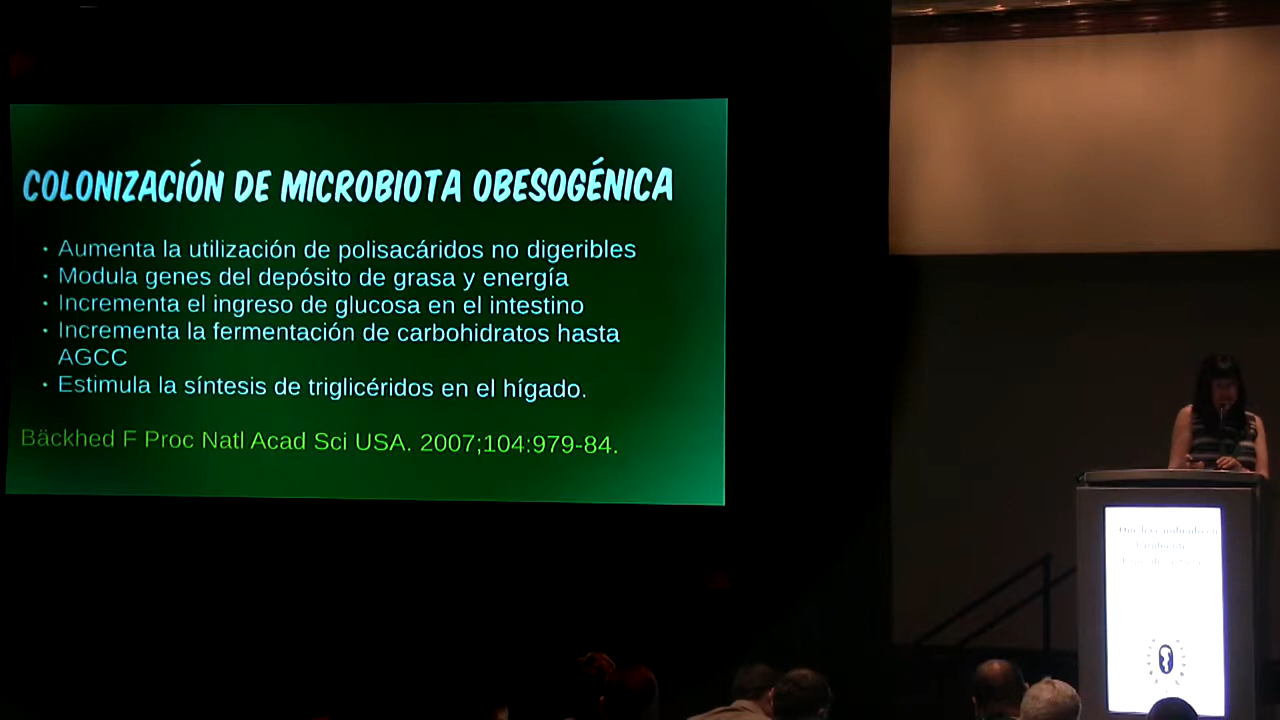 COLONIZACIÓN DE MICROBIOTA OBESOGÉNICA
• Aumenta la utilización de polisacáridos no digeribles
• Modula genes del depósito de grasa y energía
• Incrementa el ingreso de glucosa en el intestino
• Incrementa la fermentación de carbohidratos hasta
AGCC
• Estimula la síntesis de triglicéridos en el hígado.
Bäckhed F Proc Natl Acad Sci USA. 2007;104:979-84.